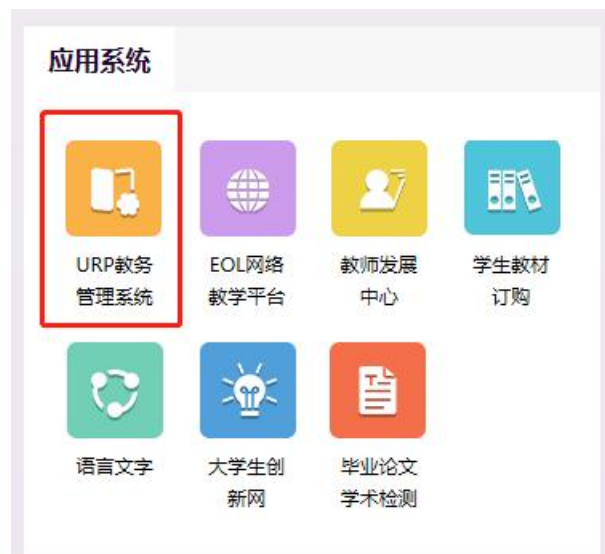 应用系统
URP教务 EOL网络 教师发展 学生教材
管理系统 教学平台 中心 订购
语言文字 大学生创 毕业论文
新网 学术检测